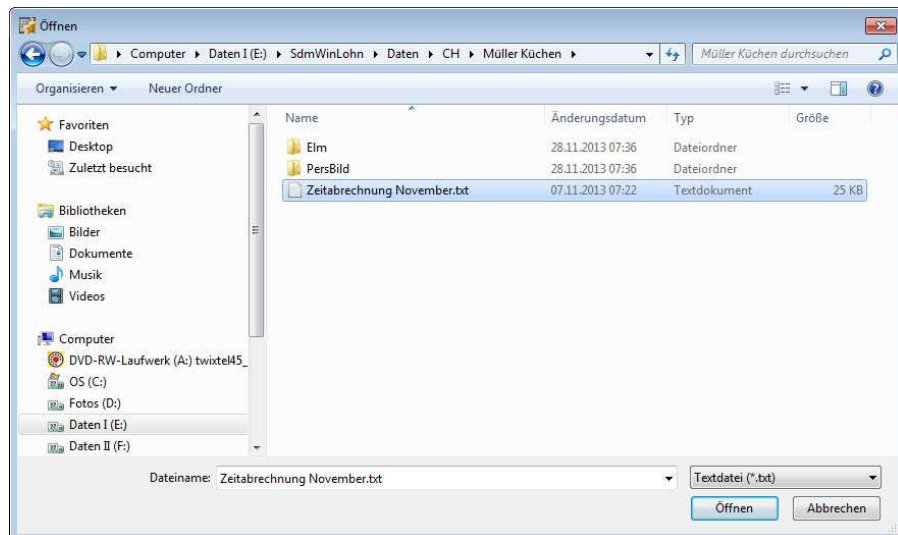 Öffnen
Computer Daten I (E:) SdmWinLohn Daten CH Müller Küchen Müller Küchen durchsuchen
Organisieren Neuer Ordner
Name Änderungsdatum Typ Größe
Favoriten
Desktop
Zuletzt besucht
Bibliotheken
Bilder
Dokumente
Musik
Videos
Computer
DVD-RW-Laufwerk (A:) twixtel45_
OS (C:)
Fotos (D:)
Daten I (E:)
Daten II (F:)
Elm 28.11.2013 07:36 Dateiordner
PersBild 28.11.2013 07:36 Dateiordner
Zeitabrechnung November.txt 07.11.2013 07:22 Textdokument 25 KB
Dateiname: Zeitabrechnung November.txt Textdatei (*.txt)
Öffnen Abbrechen